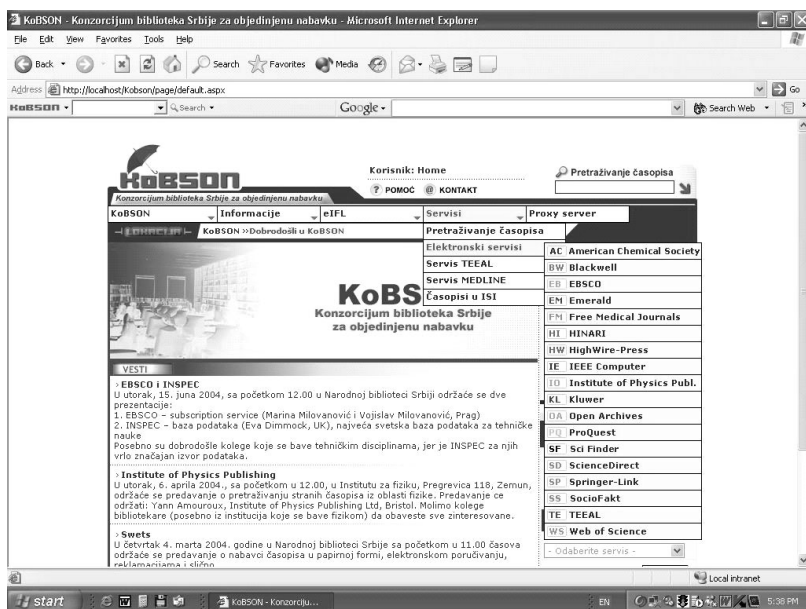 KoBSON - Konzorcijum biblioteka Srbije za objedinjenu nabavku - Microsoft Internet Explorer
File Edit View Favorites Tools Help
Back Search Favorites Media
Address http://localhost/Kobson/page/default.aspx Go
KoBSON Search Google Search Web
KoBSON
Konzorcijum biblioteka Srbije za objedinjenu nabavku
Korisnik: Home
? POMOĆ @ KONTAKT
Pretraživanje časopisa
KoBSON Informacije eIFL Servisi Proxy server
LOKACIJA KoBSON »Dobrodošli u KoBSON
Pretraživanje časopisa
Elektronski servisi
Servis TEEAL
Servis MEDLINE
Časopisi u ISI
AC American Chemical Society
BW Blackwell
EB EBSCO
EM Emerald
FM Free Medical Journals
HI HINARI
HW HighWire-Press
IE IEEE Computer
IO Institute of Physics Publ.
KL Kluwer
OA Open Archives
PQ ProQuest
SF Sci Finder
SD ScienceDirect
SP Springer-Link
SS SocioFakt
TE TEEAL
WS Web of Science
- Odaberite servis -
KoBS
Konzorcijum biblioteka Srbije
za objedinjenu nabavku
VESTI
› EBSCO i INSPEC
U utorak, 15. juna 2004, sa početkom 12.00 u Narodnoj biblioteci Srbiji održaće se dve
prezentacije:
1. EBSCO – subscription service (Marina Milovanović i Vojislav Milovanović, Prag)
2. INSPEC – baza podataka (Eva Dimmock, UK), najveća svetska baza podataka za tehničke
nauke
Posebno su dobrodošle kolege koje se bave tehničkim disciplinama, jer je INSPEC za njih
vrlo značajan izvor podataka.
› Institute of Physics Publishing
U utorak, 6. aprila 2004., sa početkom u 12.00, u Institutu za fiziku, Pregrevica 118, Zemun,
održaće se predavanje o pretraživanju stranih časopisa iz oblasti fizike. Predavanje ce
održati: Yann Amouroux, Institute of Physics Publishing Ltd, Bristol. Molimo kolege
bibliotekare (posebno iz institucija koje se bave fizikom) da obaveste sve zinteresovane.
› Swets
U četvrtak 4. marta 2004. godine u Narodnoj biblioteci Srbije sa početkom u 11.00 časova
održaće se predavanje o nabavci časopisa u papirnoj formi, elektronskom poručivanju,
reklamacijama i slično.
Local intranet
start KoBSON - Konzorciju... EN 5:38 PM